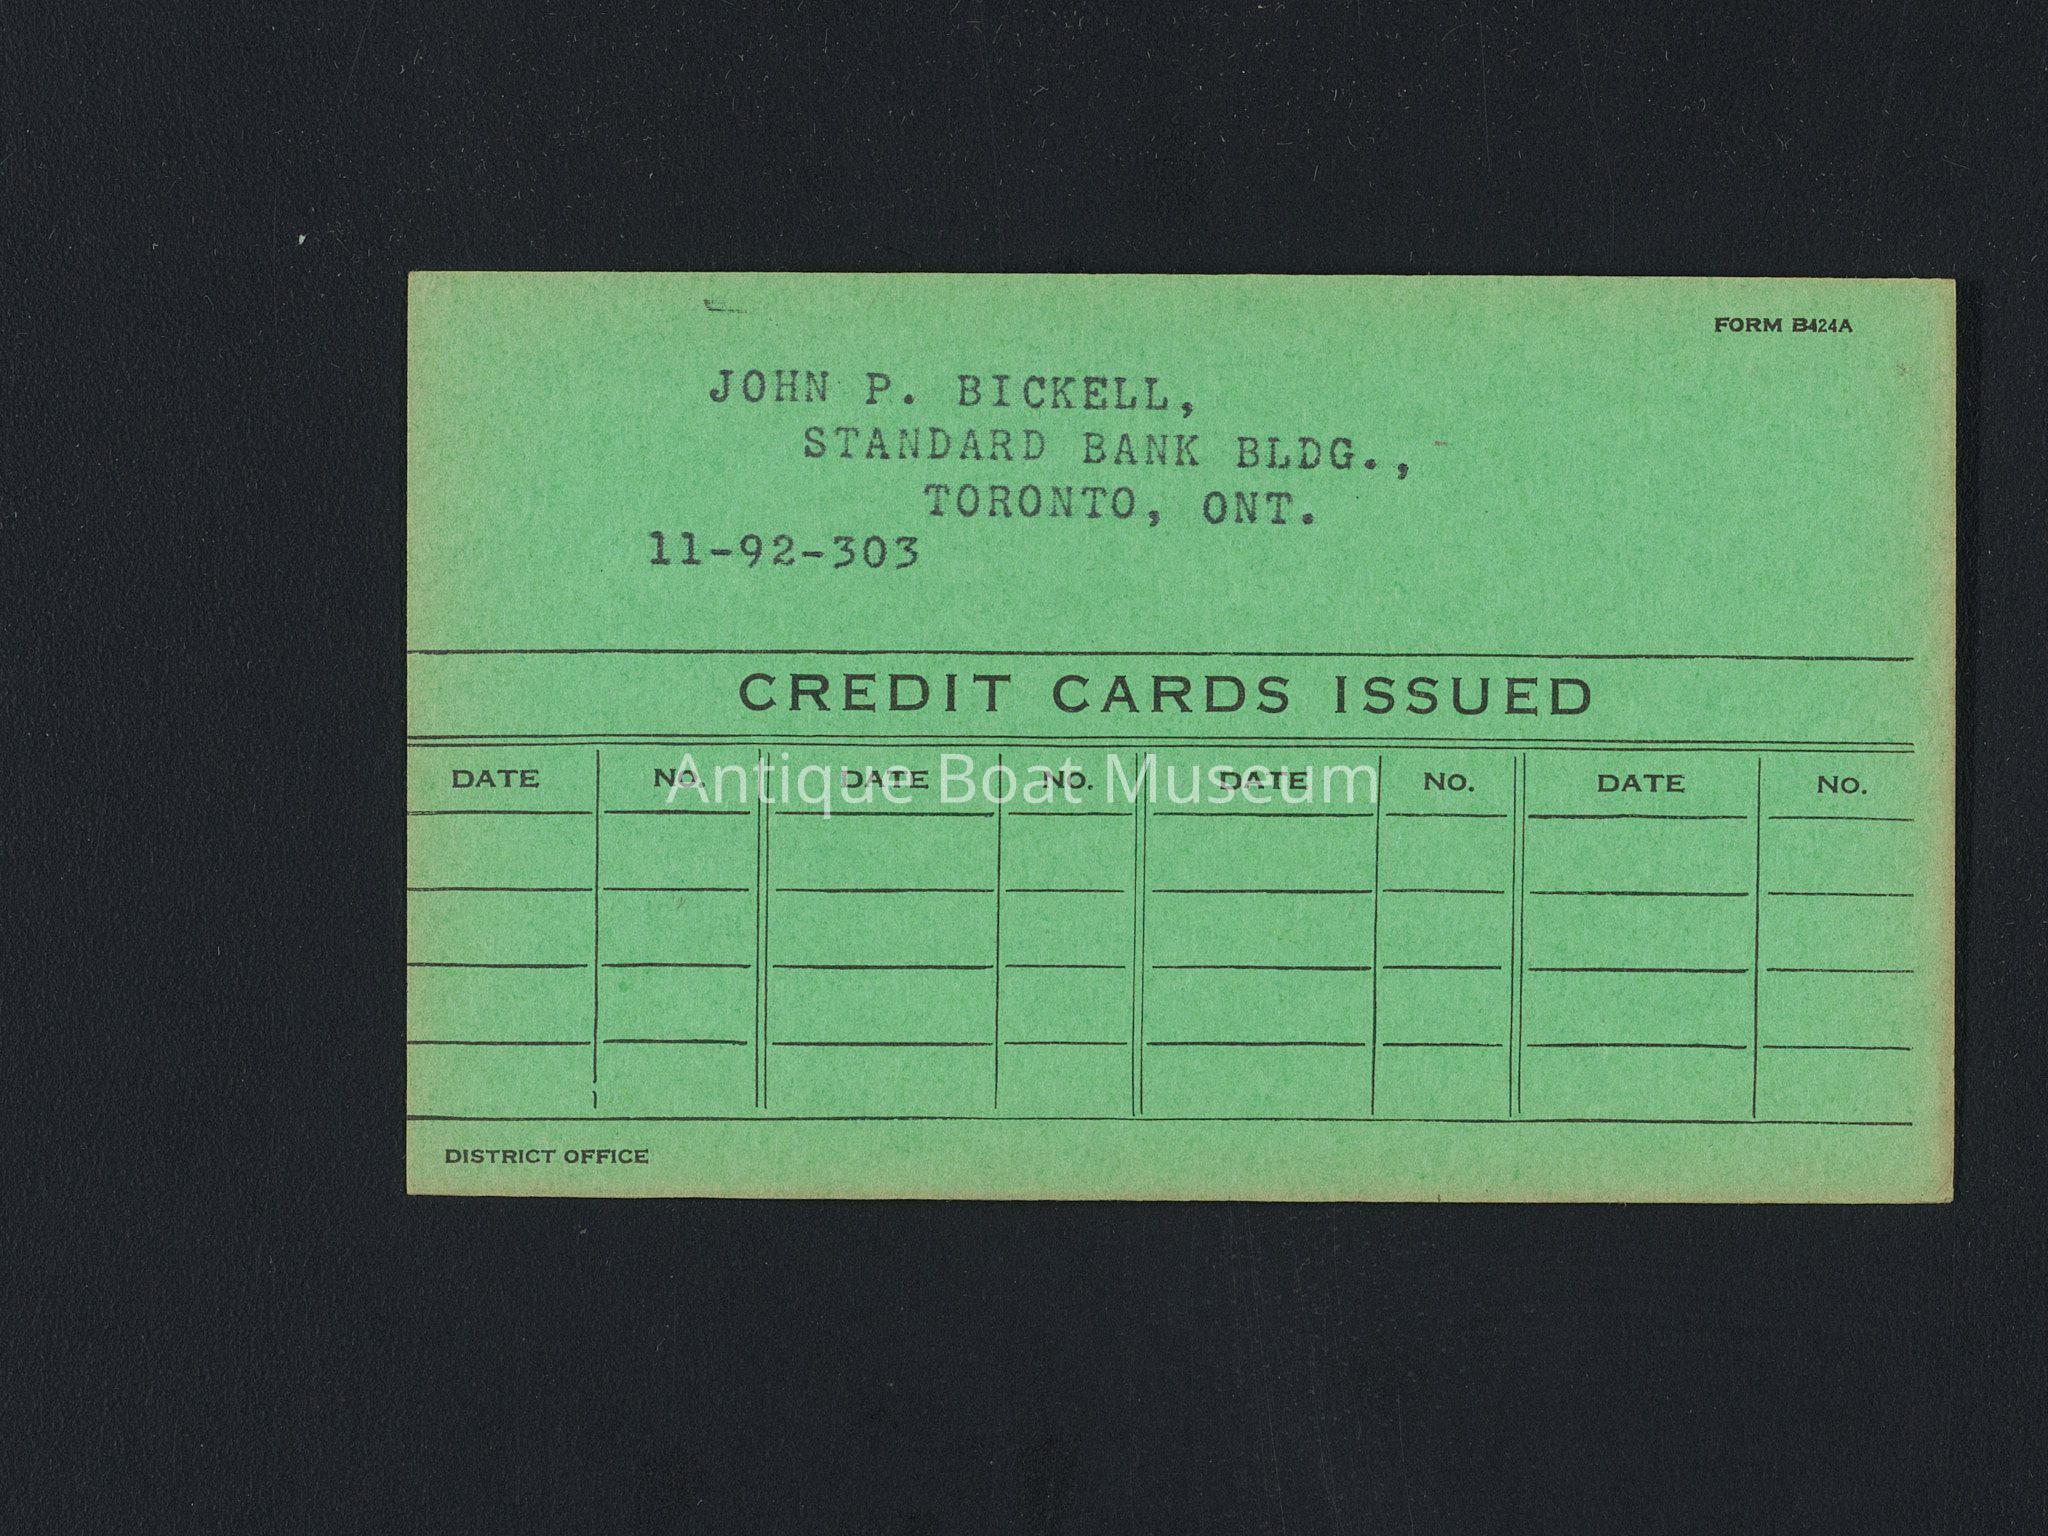 FORM B424A
JOHN P. BICKELL,
STANDARD BANK BLDG.,
TORONTO, ONT.
11-92-303
CREDIT CARDS ISSUED
DATE NO. DATE NO. DATE NO. DATE NO.
Antique Boat Museum
DISTRICT OFFICE